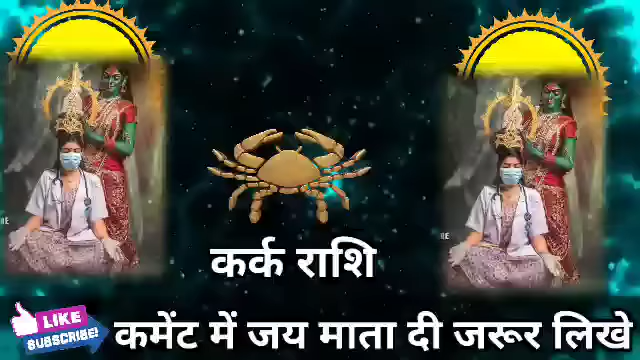 कर्क राशि
LIKE
SUBSCRIBE!
कमेंट में जय माता दी जरूर लिखे